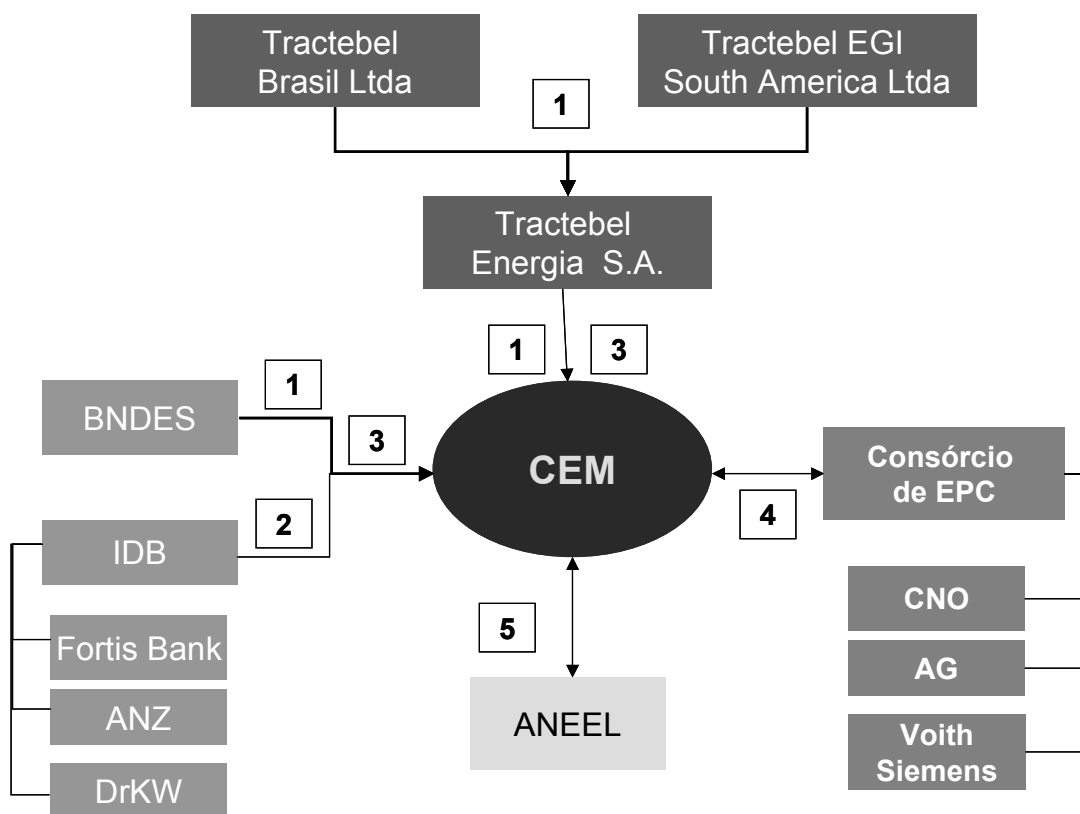 Tractebel
Brasil Ltda
Tractebel EGI
South America Ltda
1
Tractebel
Energia S.A.
1
3
BNDES
1
3
CEM
Consórcio
de EPC
2
4
IDB
CNO
5
Fortis Bank
AG
ANZ
ANEEL
Voith
Siemens
DrKW